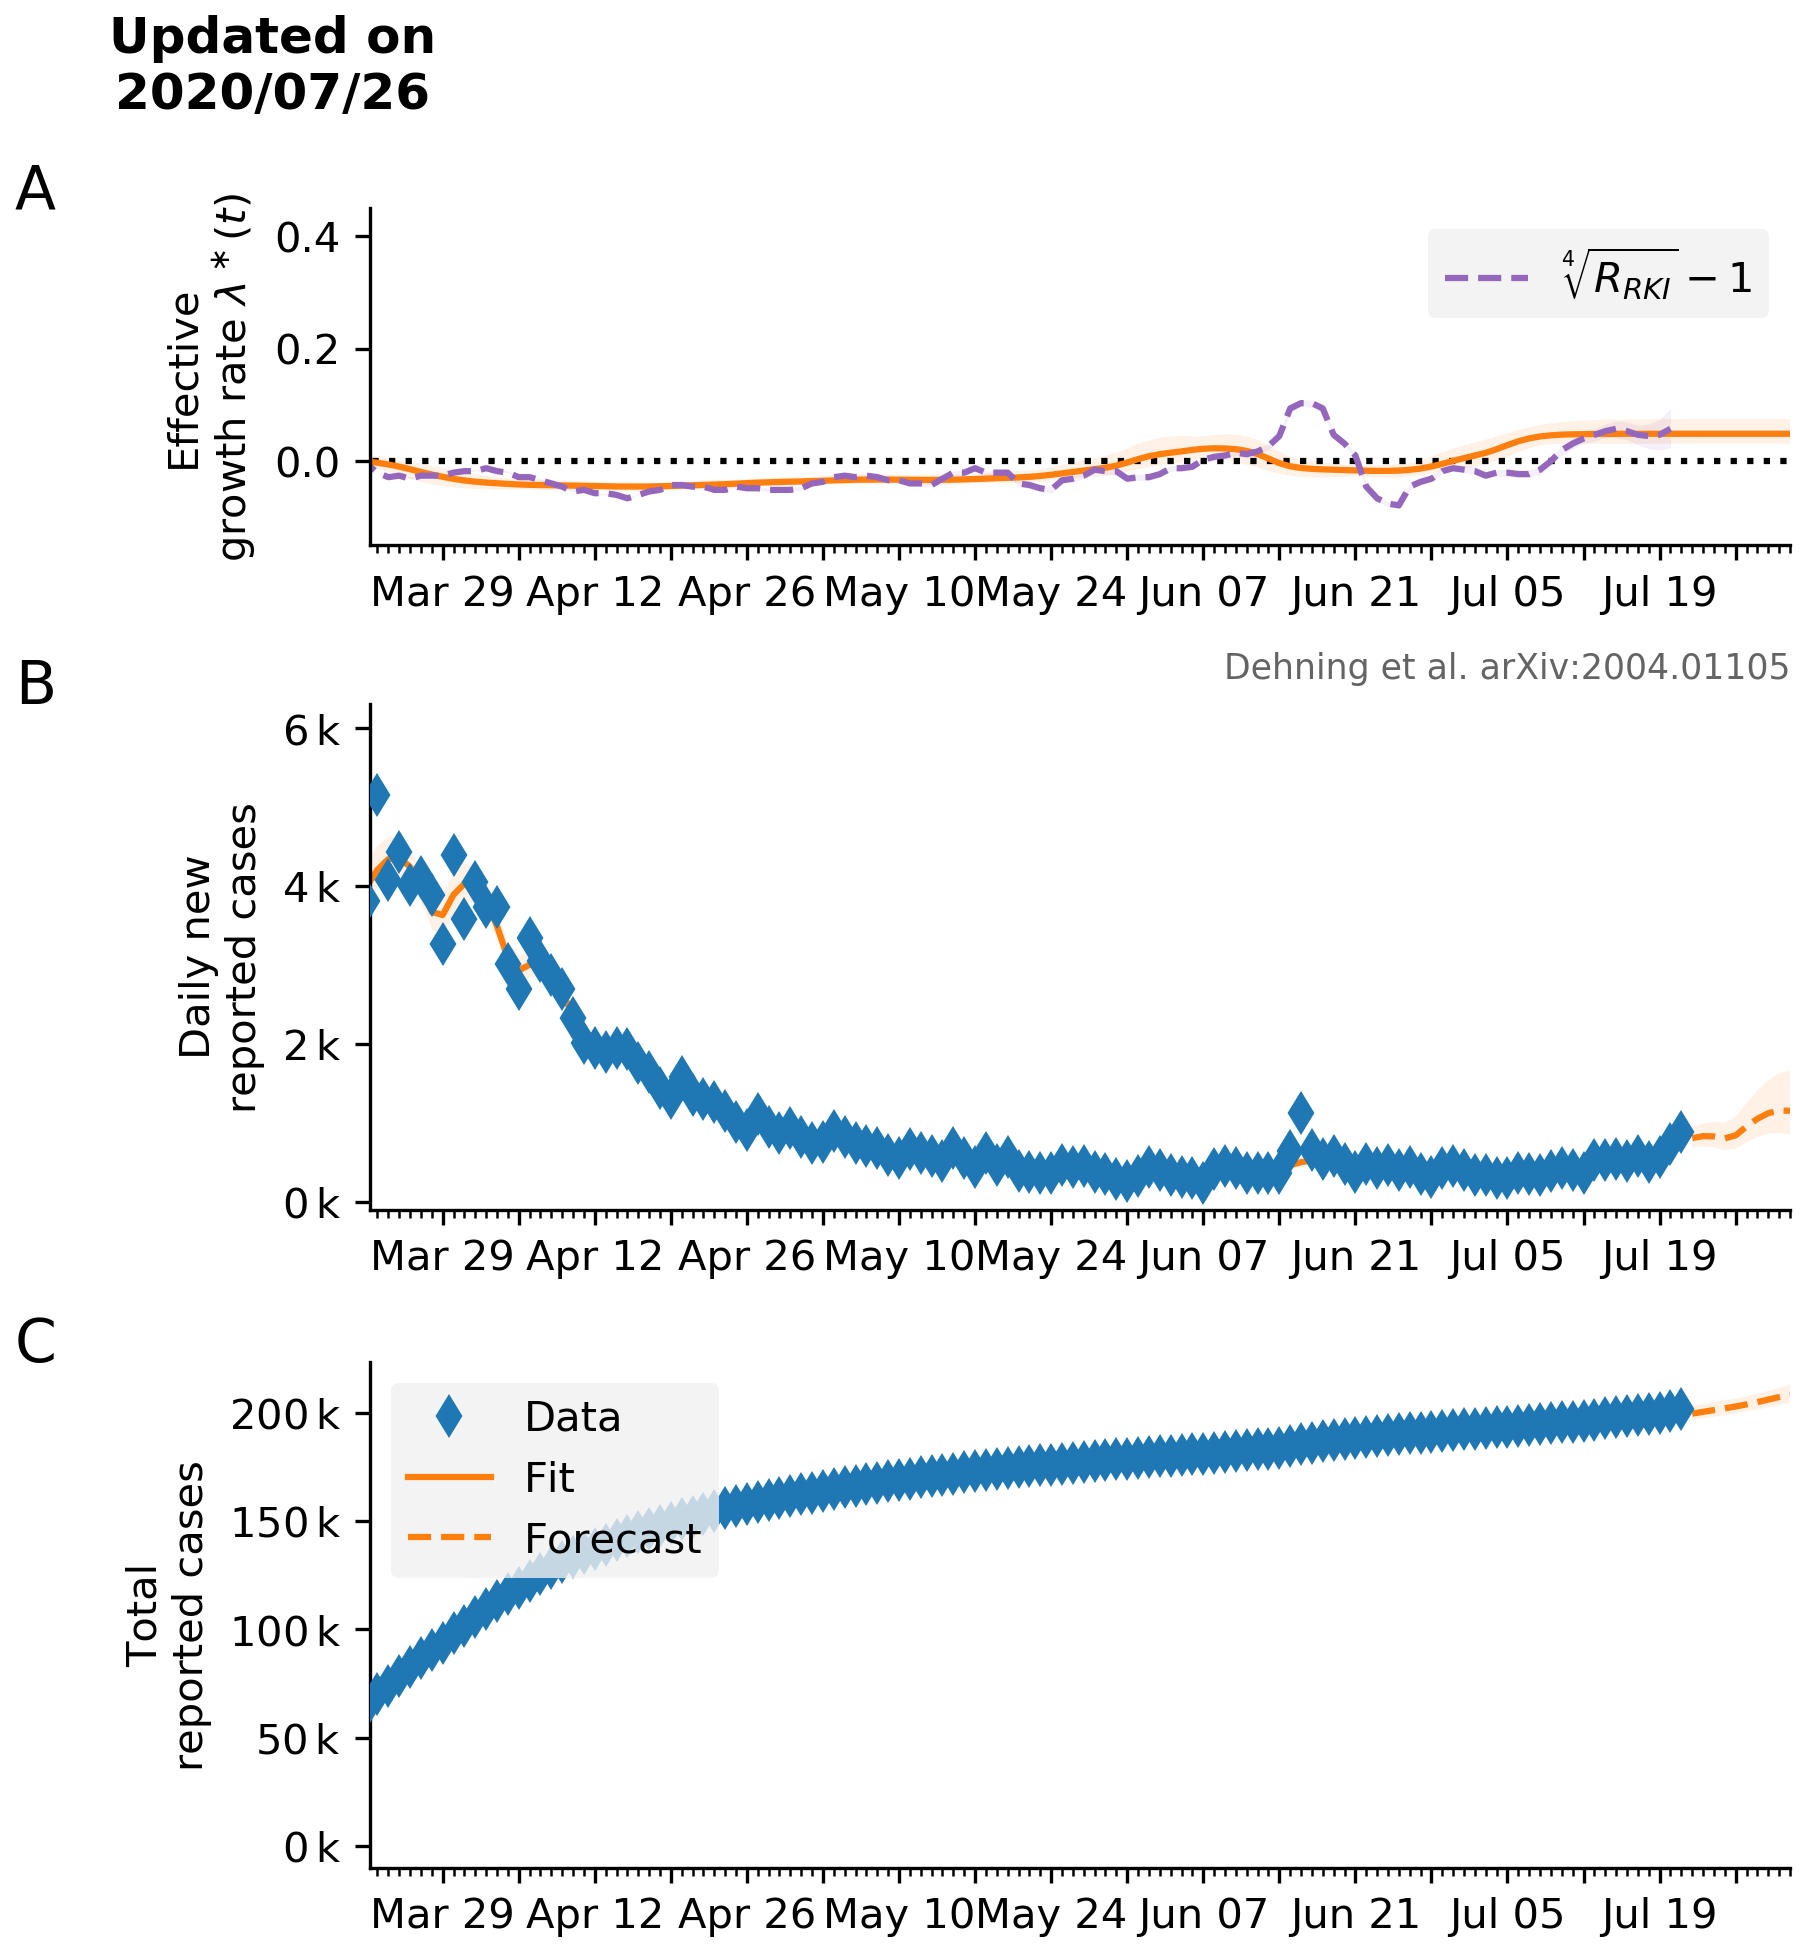 Updated on
2020/07/26
A
Effective
growth rate λ * (t)
0.4
0.2
0.0
∜R_RKI − 1
Mar 29 Apr 12 Apr 26 May 10 May 24 Jun 07 Jun 21 Jul 05 Jul 19
B
Dehning et al. arXiv:2004.01105
Daily new
reported cases
6 k
4 k
2 k
0 k
Mar 29 Apr 12 Apr 26 May 10 May 24 Jun 07 Jun 21 Jul 05 Jul 19
C
Total
reported cases
200 k
150 k
100 k
50 k
0 k
Data
Fit
Forecast
Mar 29 Apr 12 Apr 26 May 10 May 24 Jun 07 Jun 21 Jul 05 Jul 19